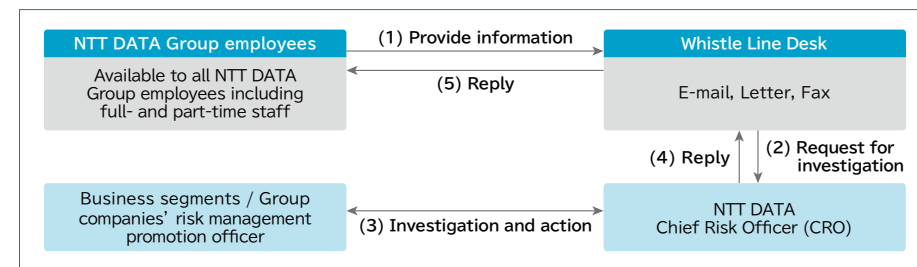 NTT DATA Group employees
Available to all NTT DATA
Group employees including
full- and part-time staff
(1) Provide information
(5) Reply
Whistle Line Desk
E-mail, Letter, Fax
(4) Reply
(2) Request for
investigation
Business segments / Group
companies’ risk management
promotion officer
(3) Investigation and action
NTT DATA
Chief Risk Officer (CRO)